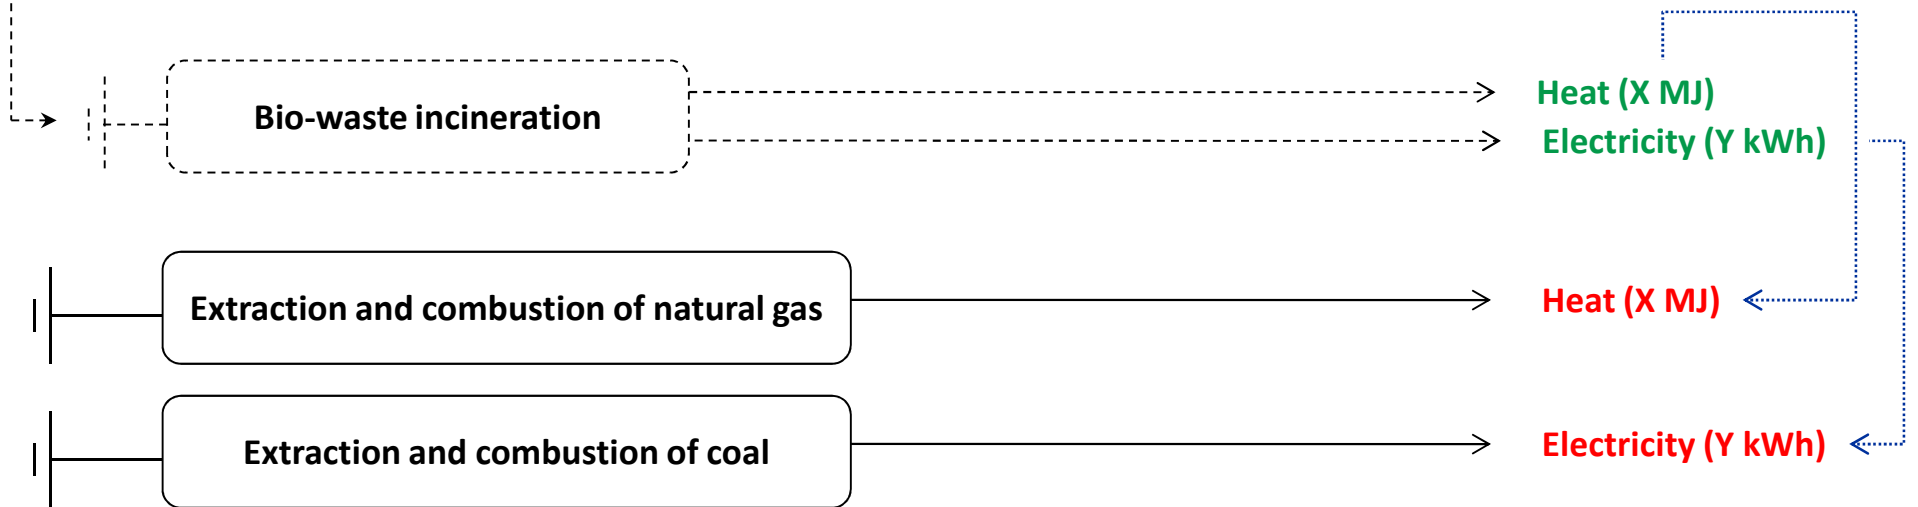 Bio-waste incineration
Heat (X MJ)
Electricity (Y kWh)
Extraction and combustion of natural gas
Heat (X MJ)
Extraction and combustion of coal
Electricity (Y kWh)